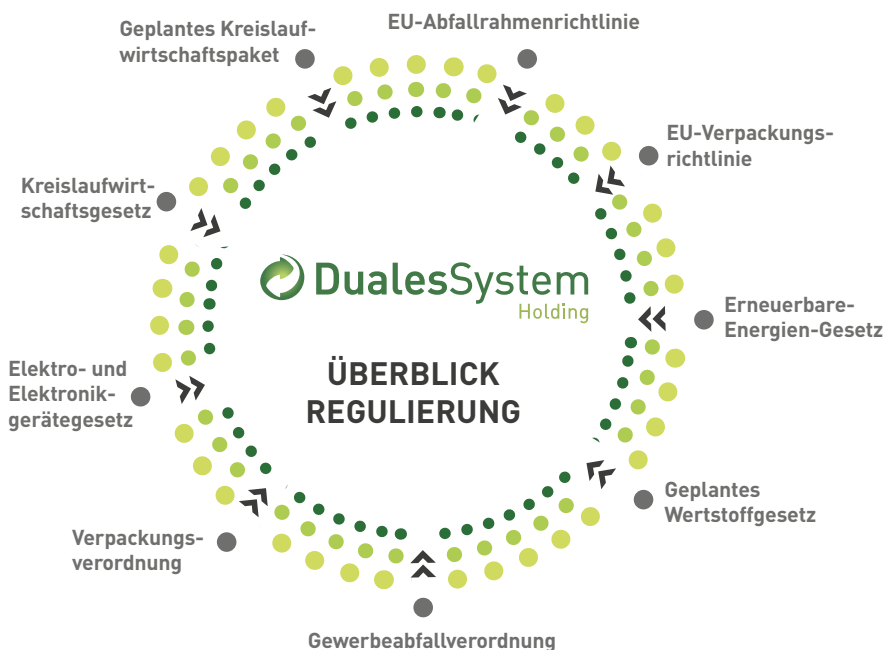 Geplantes Kreislauf-
wirtschaftspaket
EU-Abfallrahmenrichtlinie
EU-Verpackungs-
richtlinie
Kreislaufwirt-
schaftsgesetz
DualesSystem
Holding
Erneuerbare-
Energien-Gesetz
ÜBERBLICK
REGULIERUNG
Elektro- und
Elektronik-
gerätegesetz
Geplantes
Wertstoffgesetz
Verpackungs-
verordnung
Gewerbeabfallverordnung